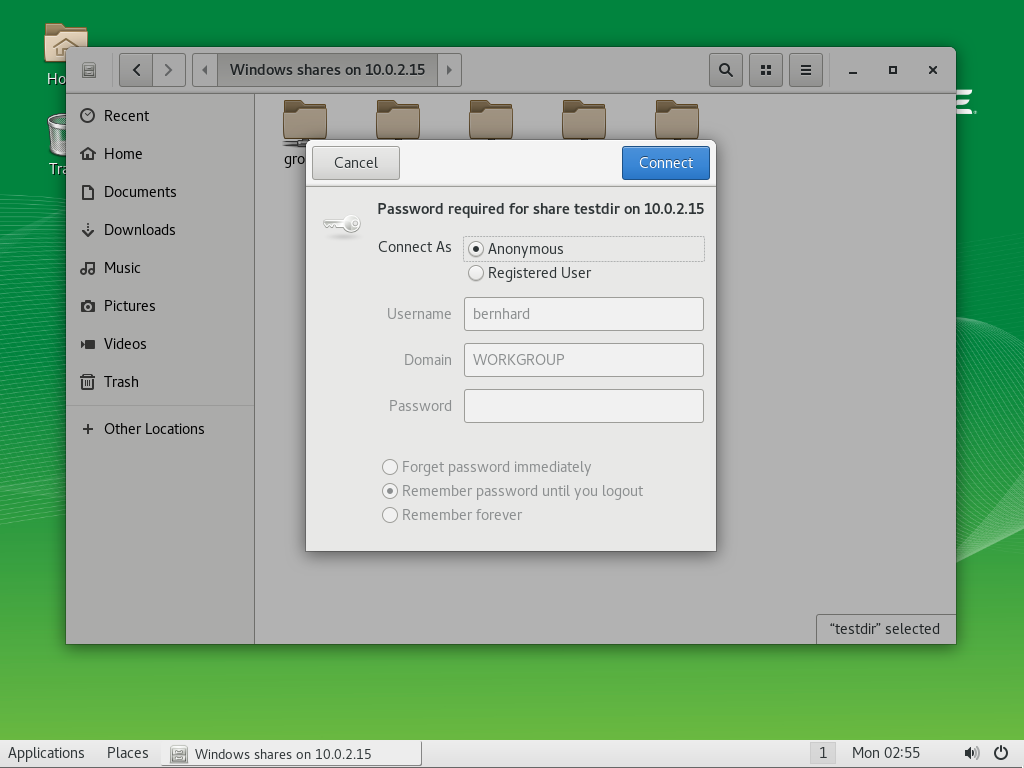 Ho
Windows shares on 10.0.2.15
Tra
Recent
Home
Documents
Downloads
Music
Pictures
Videos
Trash
Other Locations
gro
Cancel
Connect
Password required for share testdir on 10.0.2.15
Connect As
Anonymous
Registered User
Username
bernhard
Domain
WORKGROUP
Password
Forget password immediately
Remember password until you logout
Remember forever
“testdir” selected
Applications
Places
Windows shares on 10.0.2.15
1
Mon 02:55